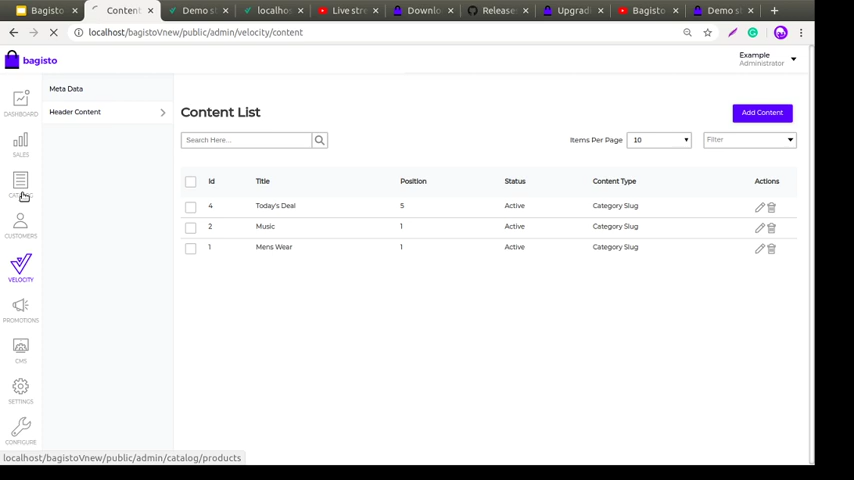 Bagisto
Content
Demo st
localhos
Live stre
Downlo
Release
Upgradi
Bagisto
Demo st
localhost/bagistoVnew/public/admin/velocity/content
bagisto
Example
Administrator
Meta Data
Header Content
Content List
Add Content
Search Here...
Items Per Page
10
Filter
Id Title Position Status Content Type Actions
4 Today's Deal 5 Active Category Slug
2 Music 1 Active Category Slug
1 Mens Wear 1 Active Category Slug
DASHBOARD
SALES
CATALOG
CUSTOMERS
VELOCITY
PROMOTIONS
CMS
SETTINGS
CONFIGURE
localhost/bagistoVnew/public/admin/catalog/products